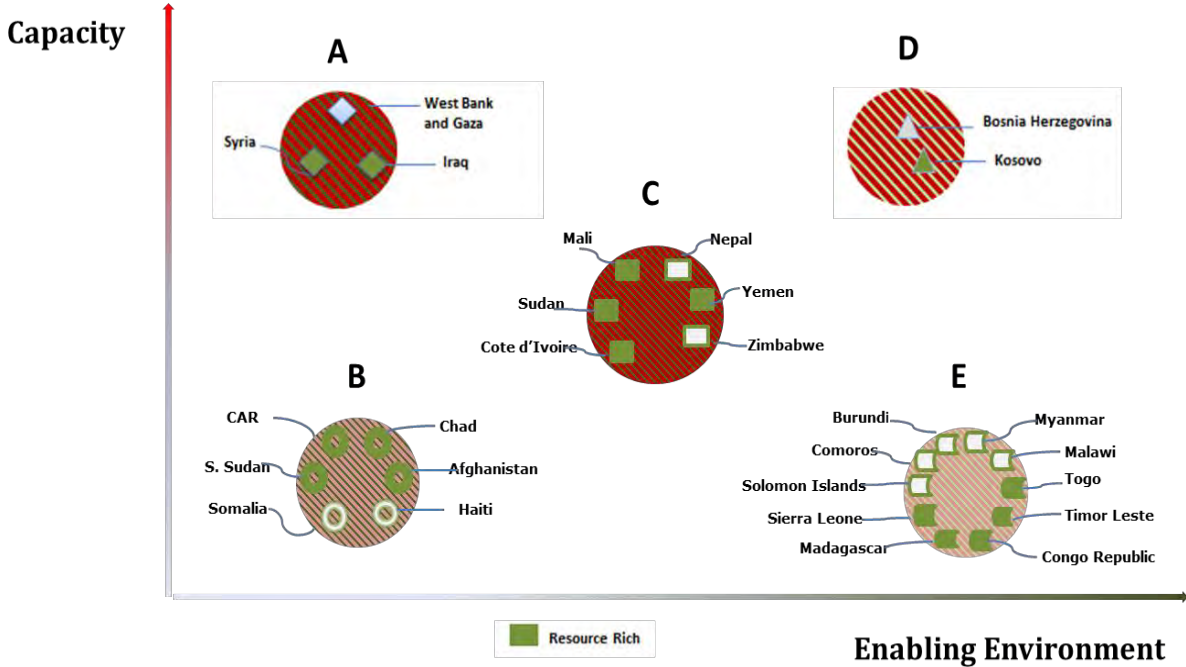 Capacity
A
West Bank
and Gaza
Syria
Iraq
D
Bosnia Herzegovina
Kosovo
C
Mali
Nepal
Sudan
Yemen
Cote d'Ivoire
Zimbabwe
B
CAR
Chad
S. Sudan
Afghanistan
Somalia
Haiti
E
Burundi
Myanmar
Comoros
Malawi
Solomon Islands
Togo
Sierra Leone
Timor Leste
Madagascar
Congo Republic
Resource Rich
Enabling Environment